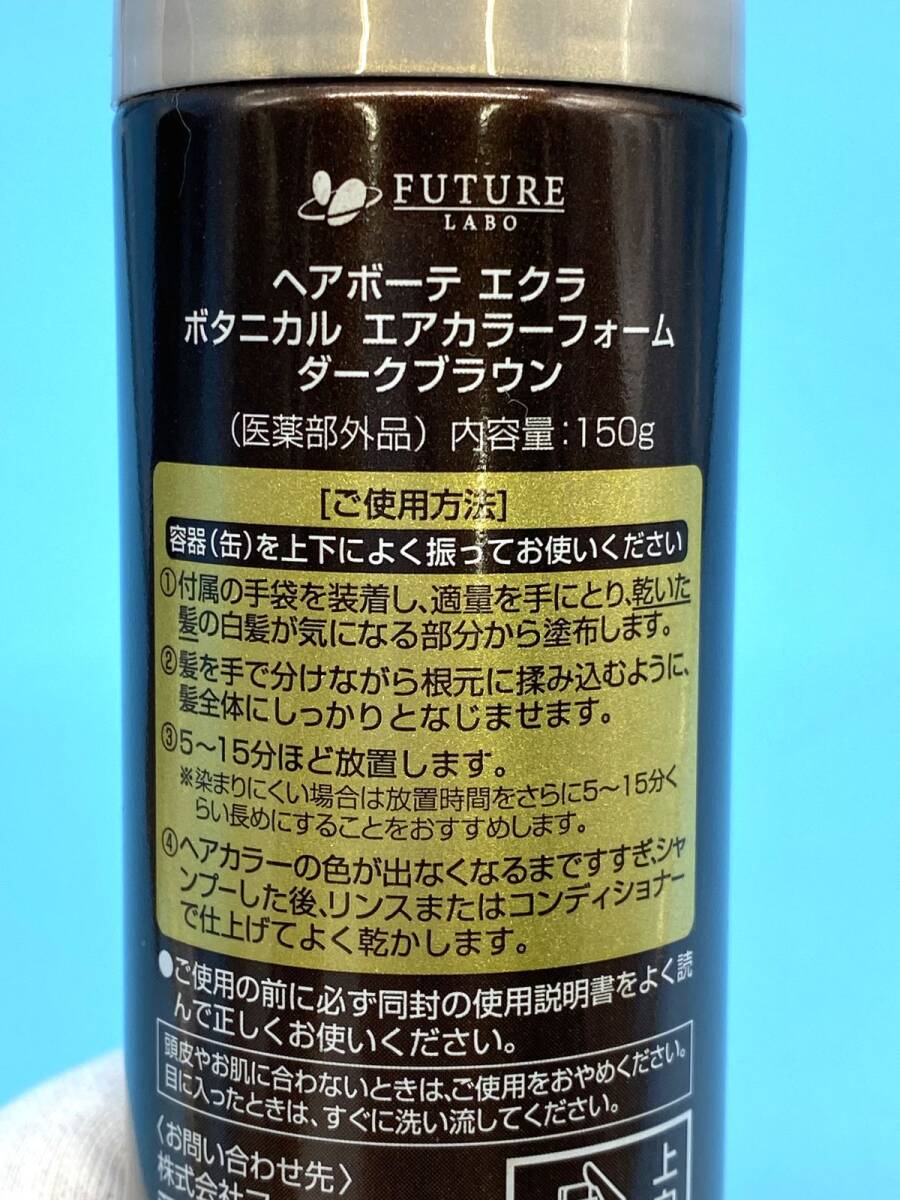 FUTURE
LABO
ヘアボーテ エクラ
ボタニカル エアカラーフォーム
ダークブラウン
(医薬部外品) 内容量:150g
[ご使用方法]
容器(缶)を上下によく振ってお使いください
①付属の手袋を装着し、適量を手にとり、乾いた
髪の白髪が気になる部分から塗布します。
②髪を手で分けながら根元に揉み込むように、
髪全体にしっかりとなじませます。
③5〜15分ほど放置します。
※染まりにくい場合は放置時間をさらに5〜15分く
らい長めにすることをおすすめします。
④ヘアカラーの色が出なくなるまですすぎ、シャ
ンプーした後、リンスまたはコンディショナー
で仕上げてよく乾かします。
●ご使用の前に必ず同封の使用説明書をよく読
んで正しくお使いください。
頭皮やお肌に合わないときは、ご使用をおやめください。
目に入ったときは、すぐに洗い流してください。
〈お問い合わせ先〉
株式会社フ
上